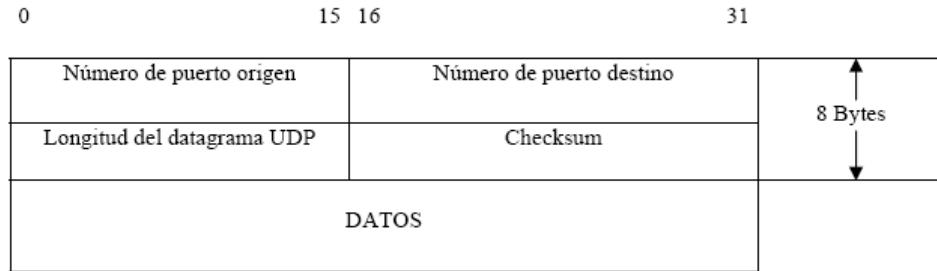 0 15 16 31
Número de puerto origen Número de puerto destino
8 Bytes
Longitud del datagrama UDP Checksum
DATOS